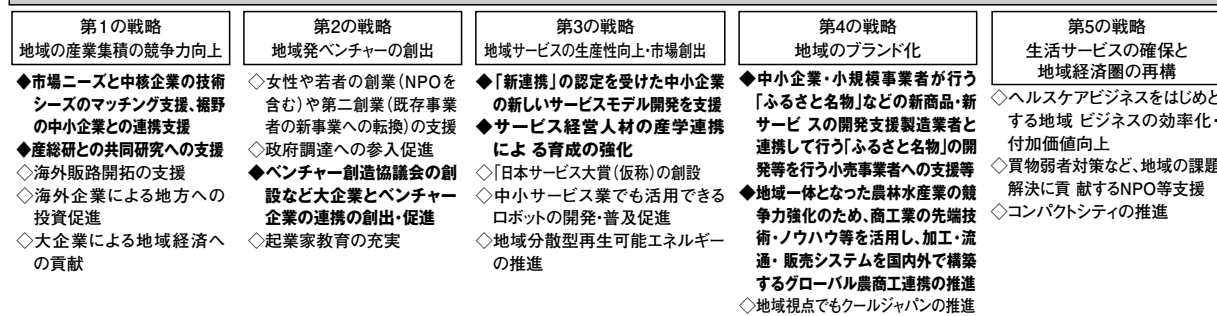 第1の戦略
地域の産業集積の競争力向上
◆市場ニーズと中核企業の技術
シーズのマッチング支援、裾野
の中小企業との連携支援
◆産総研との共同研究への支援
◇海外販路開拓の支援
◇海外企業による地方への
投資促進
◇大企業による地域経済へ
の貢献
第2の戦略
地域発ベンチャーの創出
◇女性や若者の創業(NPOを
含む)や第二創業(既存事業
者の新事業への転換)の支援
◇政府調達への参入促進
◆ベンチャー創造協議会の創
設など大企業とベンチャー
企業の連携の創出・促進
◇起業家教育の充実
第3の戦略
地域サービスの生産性向上・市場創出
◆「新連携」の認定を受けた中小企業
の新しいサービスモデル開発を支援
◆サービス経営人材の産学連携
によ る育成の強化
◇「日本サービス大賞(仮称)の創設
◇中小サービス業でも活用できる
ロボットの開発・普及促進
◇地域分散型再生可能エネルギー
の推進
第4の戦略
地域のブランド化
◆中小企業・小規模事業者が行う
「ふるさと名物」などの新商品・新
サービ スの開発支援製造業者と
連携して行う「ふるさと名物」の開
発等を行う小売事業者への支援等
◆地域一体となった農林水産業の競
争力強化のため、商工業の先端技
術・ノウハウ等を活用し、加工・流
通・ 販売システムを国内外で構築
するグローバル農商工連携の推進
◇地域視点でもクールジャパンの推進
第5の戦略
生活サービスの確保と
地域経済圏の再構
◇ヘルスケアビジネスをはじめと
する地域 ビジネスの効率化・
付加価値向上
◇買物弱者対策など、地域の課題
解決に貢 献するNPO等支援
◇コンパクトシティの推進